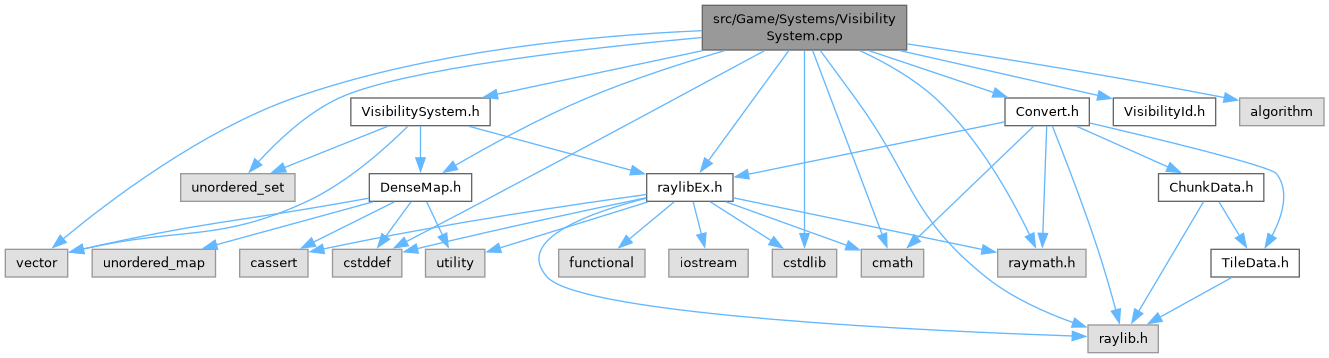 src/Game/Systems/Visibility
System.cpp
VisibilitySystem.h
Convert.h
VisibilityId.h
algorithm
unordered_set
DenseMap.h
raylibEx.h
ChunkData.h
vector
unordered_map
cassert
cstddef
utility
functional
iostream
cstdlib
cmath
raymath.h
TileData.h
raylib.h